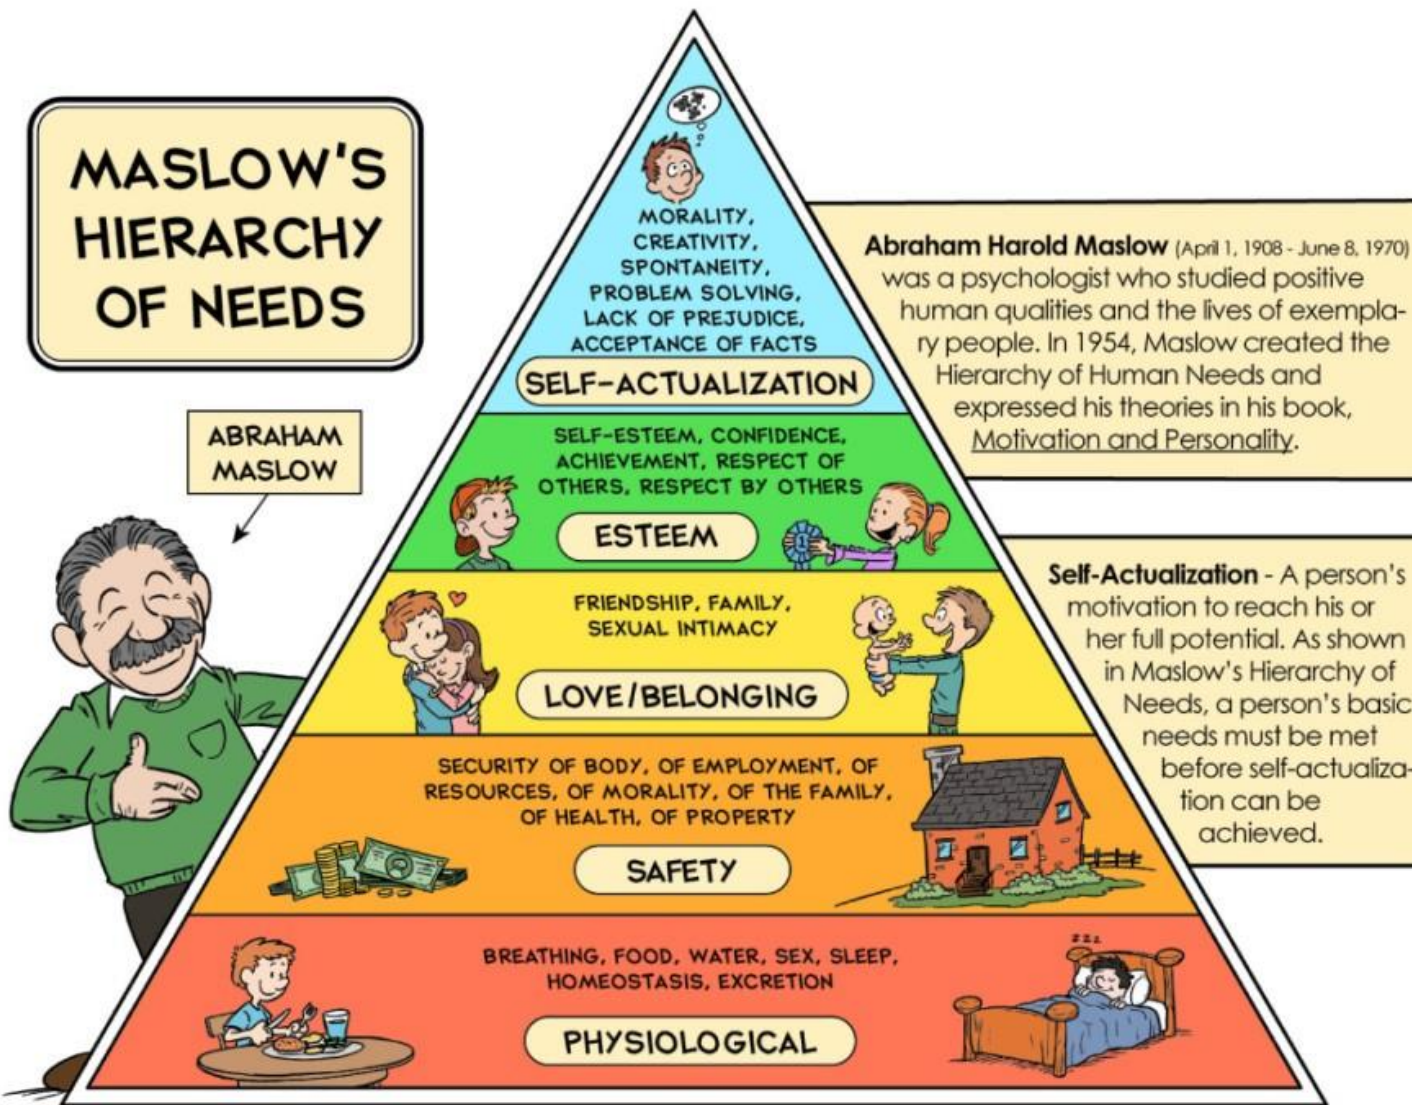 MASLOW'S
HIERARCHY
OF NEEDS
ABRAHAM
MASLOW
MORALITY,
CREATIVITY,
SPONTANEITY,
PROBLEM SOLVING,
LACK OF PREJUDICE,
ACCEPTANCE OF FACTS
SELF-ACTUALIZATION
SELF-ESTEEM, CONFIDENCE,
ACHIEVEMENT, RESPECT OF
OTHERS, RESPECT BY OTHERS
ESTEEM
1
FRIENDSHIP, FAMILY,
SEXUAL INTIMACY
LOVE/BELONGING
SECURITY OF BODY, OF EMPLOYMENT, OF
RESOURCES, OF MORALITY, OF THE FAMILY,
OF HEALTH, OF PROPERTY
SAFETY
BREATHING, FOOD, WATER, SEX, SLEEP,
HOMEOSTASIS, EXCRETION
zzz
PHYSIOLOGICAL
Abraham Harold Maslow (April 1, 1908 - June 8, 1970)
was a psychologist who studied positive
human qualities and the lives of exempla-
ry people. In 1954, Maslow created the
Hierarchy of Human Needs and
expressed his theories in his book,
Motivation and Personality.
Self-Actualization - A person's
motivation to reach his or
her full potential. As shown
in Maslow's Hierarchy of
Needs, a person's basic
needs must be met
before self-actualiza-
tion can be
achieved.